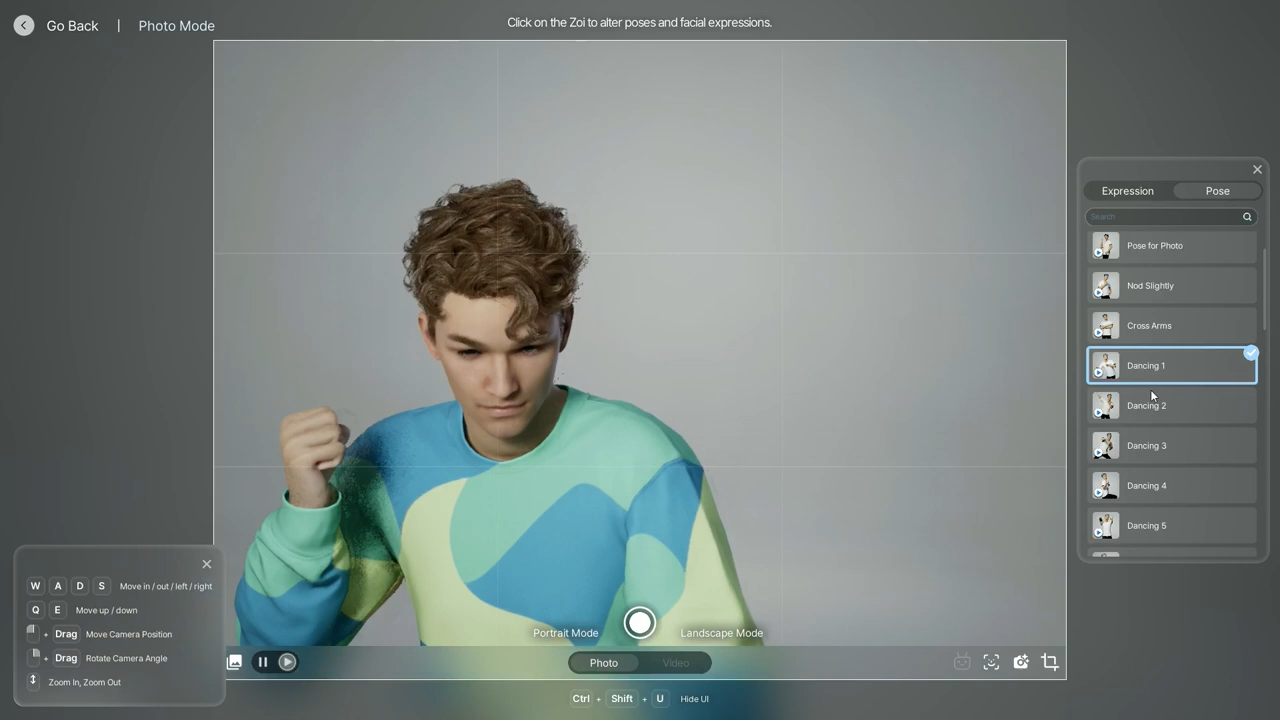 Go Back | Photo Mode
Click on the Zoi to alter poses and facial expressions.
Expression Pose
Search
Pose for Photo
Nod Slightly
Cross Arms
Dancing 1
Dancing 2
Dancing 3
Dancing 4
Dancing 5
W A D S Move in / out / left / right
Q E Move up / down
+ Drag Move Camera Position
+ Drag Rotate Camera Angle
Zoom In, Zoom Out
Portrait Mode Landscape Mode
Photo Video
Ctrl + Shift + U Hide UI